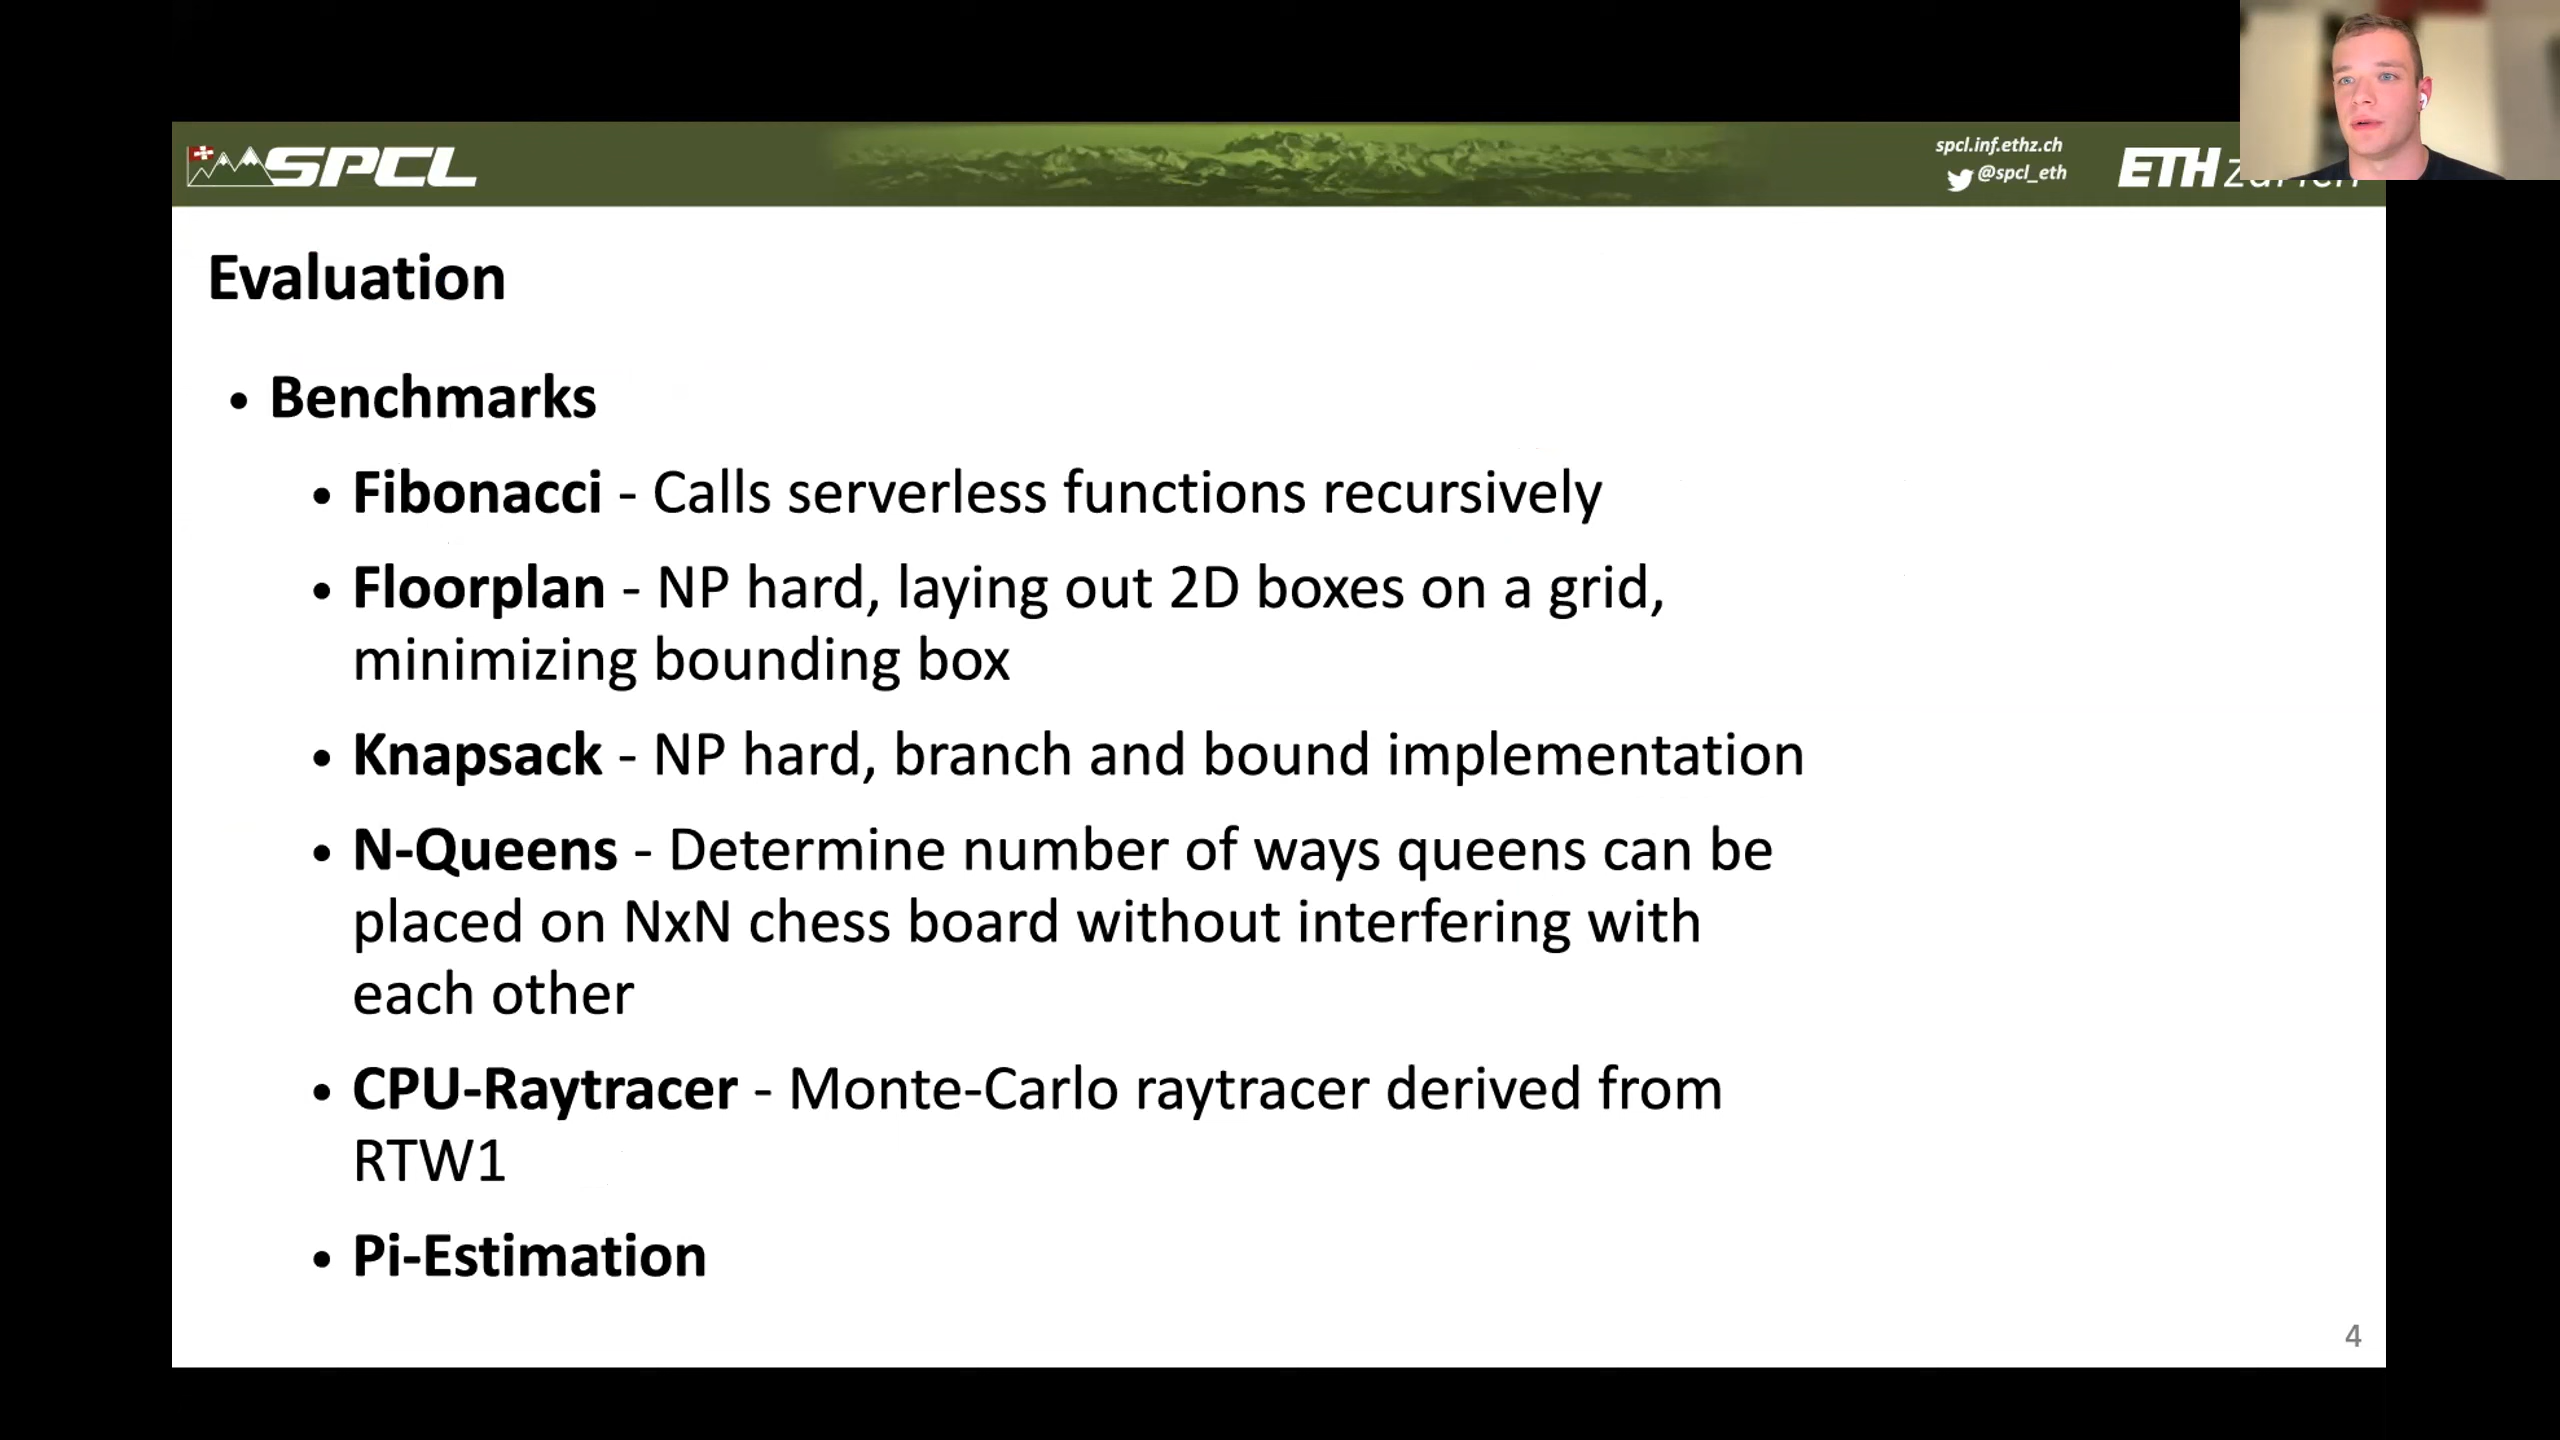 SPCL
spcl.inf.ethz.ch
@spcl_eth
ETH zürich
Evaluation
• Benchmarks
• Fibonacci - Calls serverless functions recursively
• Floorplan - NP hard, laying out 2D boxes on a grid,
minimizing bounding box
• Knapsack - NP hard, branch and bound implementation
• N-Queens - Determine number of ways queens can be
placed on NxN chess board without interfering with
each other
• CPU-Raytracer - Monte-Carlo raytracer derived from
RTW1
• Pi-Estimation
4